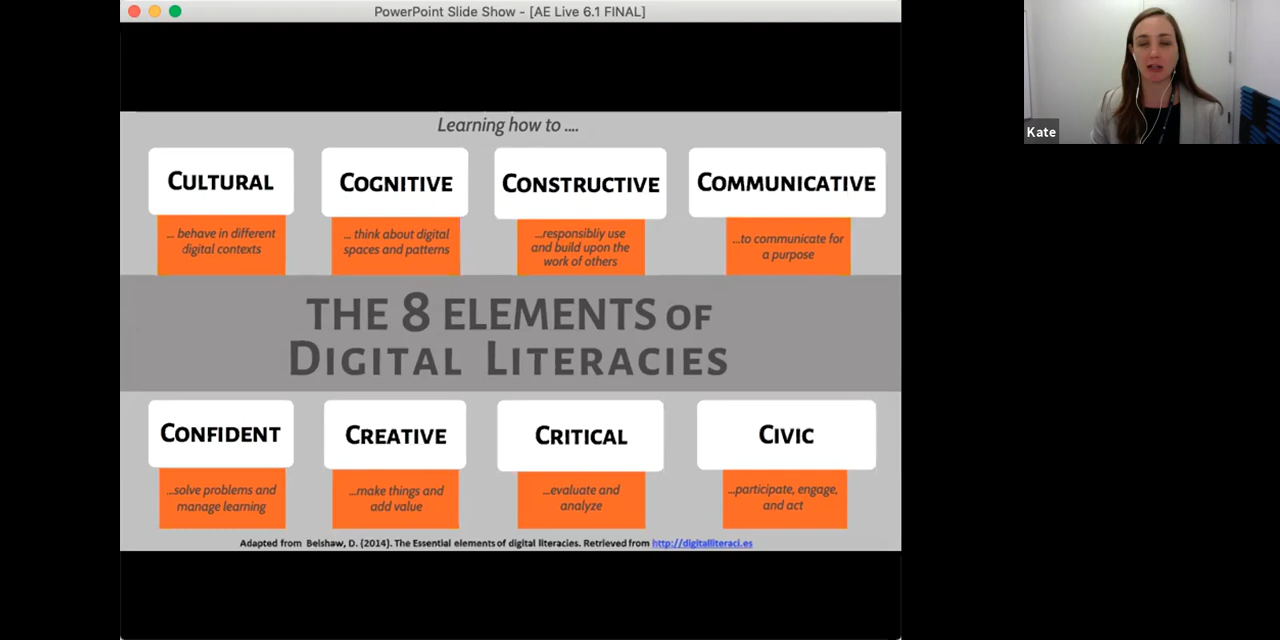 PowerPoint Slide Show - [AE Live 6.1 FINAL]
Kate
Learning how to ....
CULTURAL
... behave in different
digital contexts
COGNITIVE
... think about digital
spaces and patterns
CONSTRUCTIVE
...responsibliy use
and build upon the
work of others
COMMUNICATIVE
...to communicate for
a purpose
THE 8 ELEMENTS OF
DIGITAL LITERACIES
CONFIDENT
...solve problems and
manage learning
CREATIVE
...make things and
add value
CRITICAL
...evaluate and
analyze
CIVIC
...participate, engage,
and act
Adapted from Belshaw, D. (2014). The Essential elements of digital literacies. Retrieved from http://digitalliteraci.es